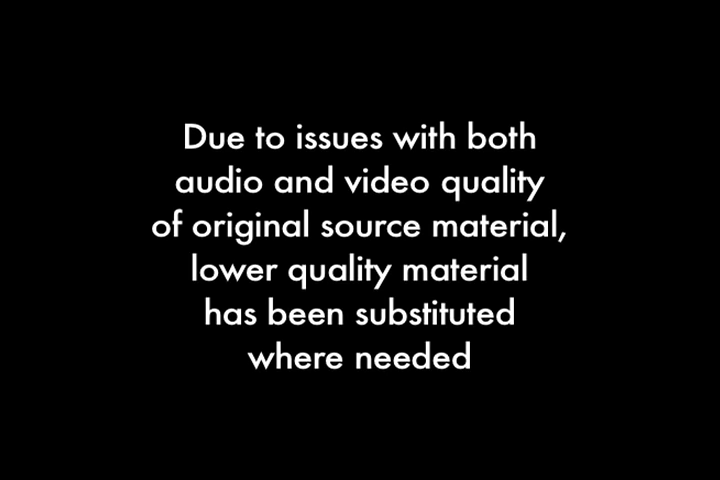 Due to issues with both
audio and video quality
of original source material,
lower quality material
has been substituted
where needed